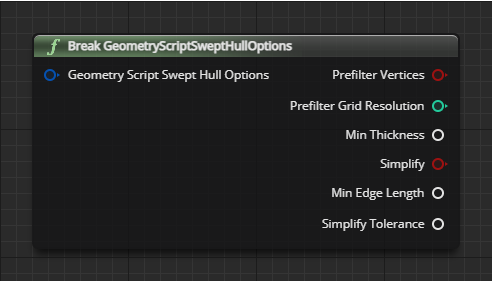 f Break GeometryScriptSweptHullOptions
Geometry Script Swept Hull Options Prefilter Vertices
Prefilter Grid Resolution
Min Thickness
Simplify
Min Edge Length
Simplify Tolerance